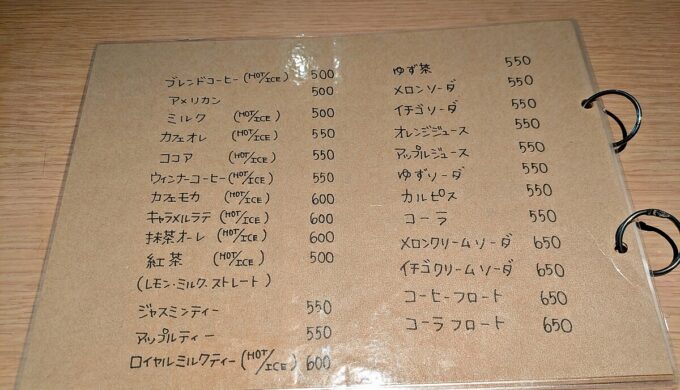 ブレンドコーヒー(HOT/ICE) 500
アメリカン 500
ミルク (HOT/ICE) 500
カフェオレ (HOT/ICE) 550
ココア (HOT/ICE) 550
ウィンナーコーヒー(HOT/ICE) 550
カフェモカ (HOT/ICE) 600
キャラメルラテ (HOT/ICE) 600
抹茶オーレ (HOT/ICE) 600
紅茶 (HOT/ICE) 500
(レモン・ミルク・ストレート)
ジャスミンティー 550
アップルティー 550
ロイヤルミルクティー(HOT/ICE) 600
ゆず茶 550
メロンソーダ 550
イチゴソーダ 550
オレンジジュース 550
アップルジュース 550
ゆずソーダ 550
カルピス 550
コーラ 550
メロンクリームソーダ 650
イチゴクリームソーダ 650
コーヒーフロート 650
コーラフロート 650